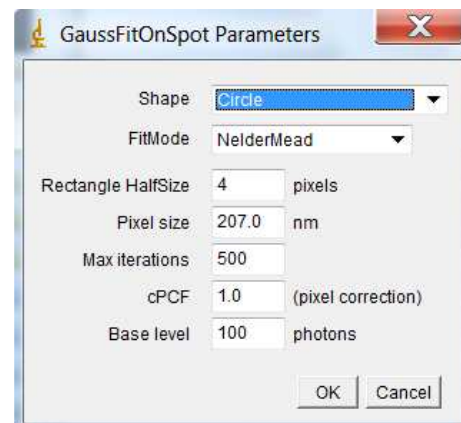 GaussFitOnSpot Parameters
Shape Circle
FitMode NelderMead
Rectangle HalfSize 4 pixels
Pixel size 207.0 nm
Max iterations 500
cPCF 1.0 (pixel correction)
Base level 100 photons
OK Cancel